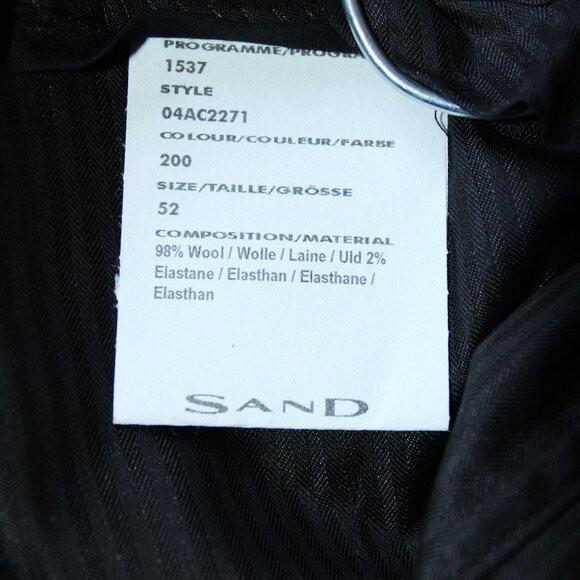 PROGRAMME/PROGRA
1537
STYLE
04AC2271
COLOUR/COULEUR/FARBE
200
SIZE/TAILLE/GRÖSSE
52
COMPOSITION/MATERIAL
98% Wool / Wolle / Laine / Uld 2%
Elastane / Elasthan / Elasthane /
Elasthan
SAND